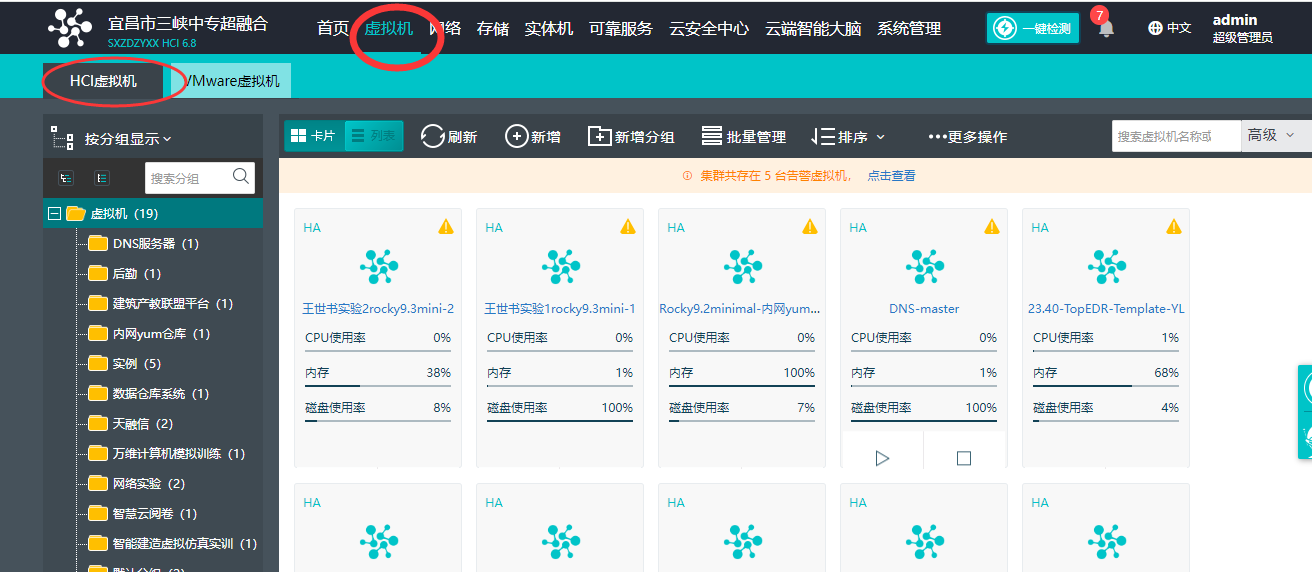 宜昌市三峡中专超融合
SXZDZYXX HCI 6.8
首页 虚拟机 网络 存储 实体机 可靠服务 云安全中心 云端智能大脑 系统管理
一键检测
7
中文
admin
超级管理员
HCI虚拟机
VMware虚拟机
按分组显示
卡片 列表 刷新 新增 新增分组 批量管理 排序 更多操作
搜索虚拟机名称或
高级
搜索分组
集群共存在 5 台告警虚拟机， 点击查看
虚拟机 (19)
DNS服务器 (1)
后勤 (1)
建筑产教联盟平台 (1)
内网yum仓库 (1)
实例 (5)
数据仓库系统 (1)
天融信 (2)
万维计算机模拟训练 (1)
网络实验 (2)
智慧云阅卷 (1)
智能建造虚拟仿真实训 (1)
HA
王世书实验2rocky9.3mini-2
CPU使用率 0%
内存 38%
磁盘使用率 8%
HA
王世书实验1rocky9.3mini-1
CPU使用率 0%
内存 1%
磁盘使用率 100%
HA
Rocky9.2minimal-内网yum...
CPU使用率 0%
内存 100%
磁盘使用率 7%
HA
DNS-master
CPU使用率 0%
内存 1%
磁盘使用率 100%
HA
23.40-TopEDR-Template-YL
CPU使用率 1%
内存 68%
磁盘使用率 4%
HA
HA
HA
HA
HA